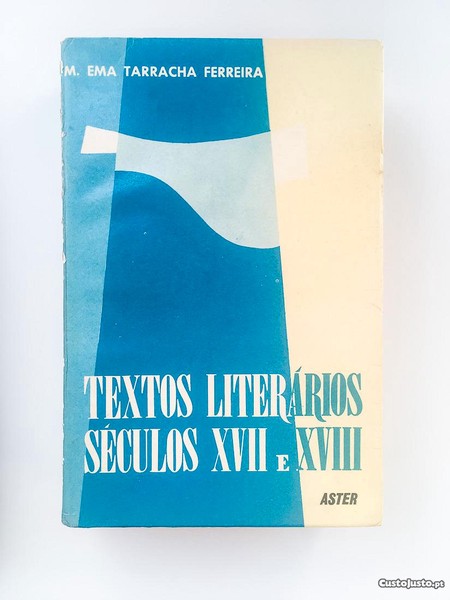 M. EMA TARRACHA FERREIRA
TEXTOS LITERÁRIOS
SÉCULOS XVII E XVIII
ASTER
CustoJusto.pt